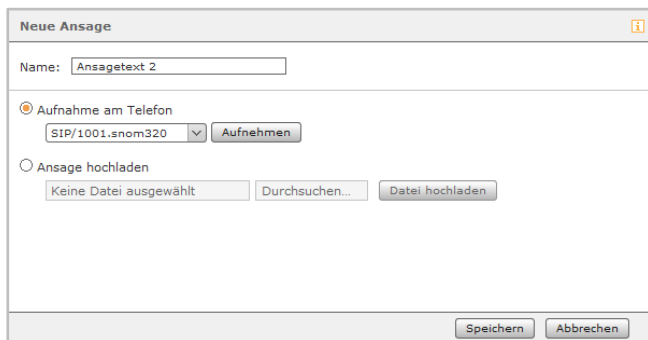 Neue Ansage
Name: Ansagetext 2
Aufnahme am Telefon
SIP/1001.snom320 Aufnehmen
Ansage hochladen
Keine Datei ausgewählt Durchsuchen... Datei hochladen
Speichern Abbrechen